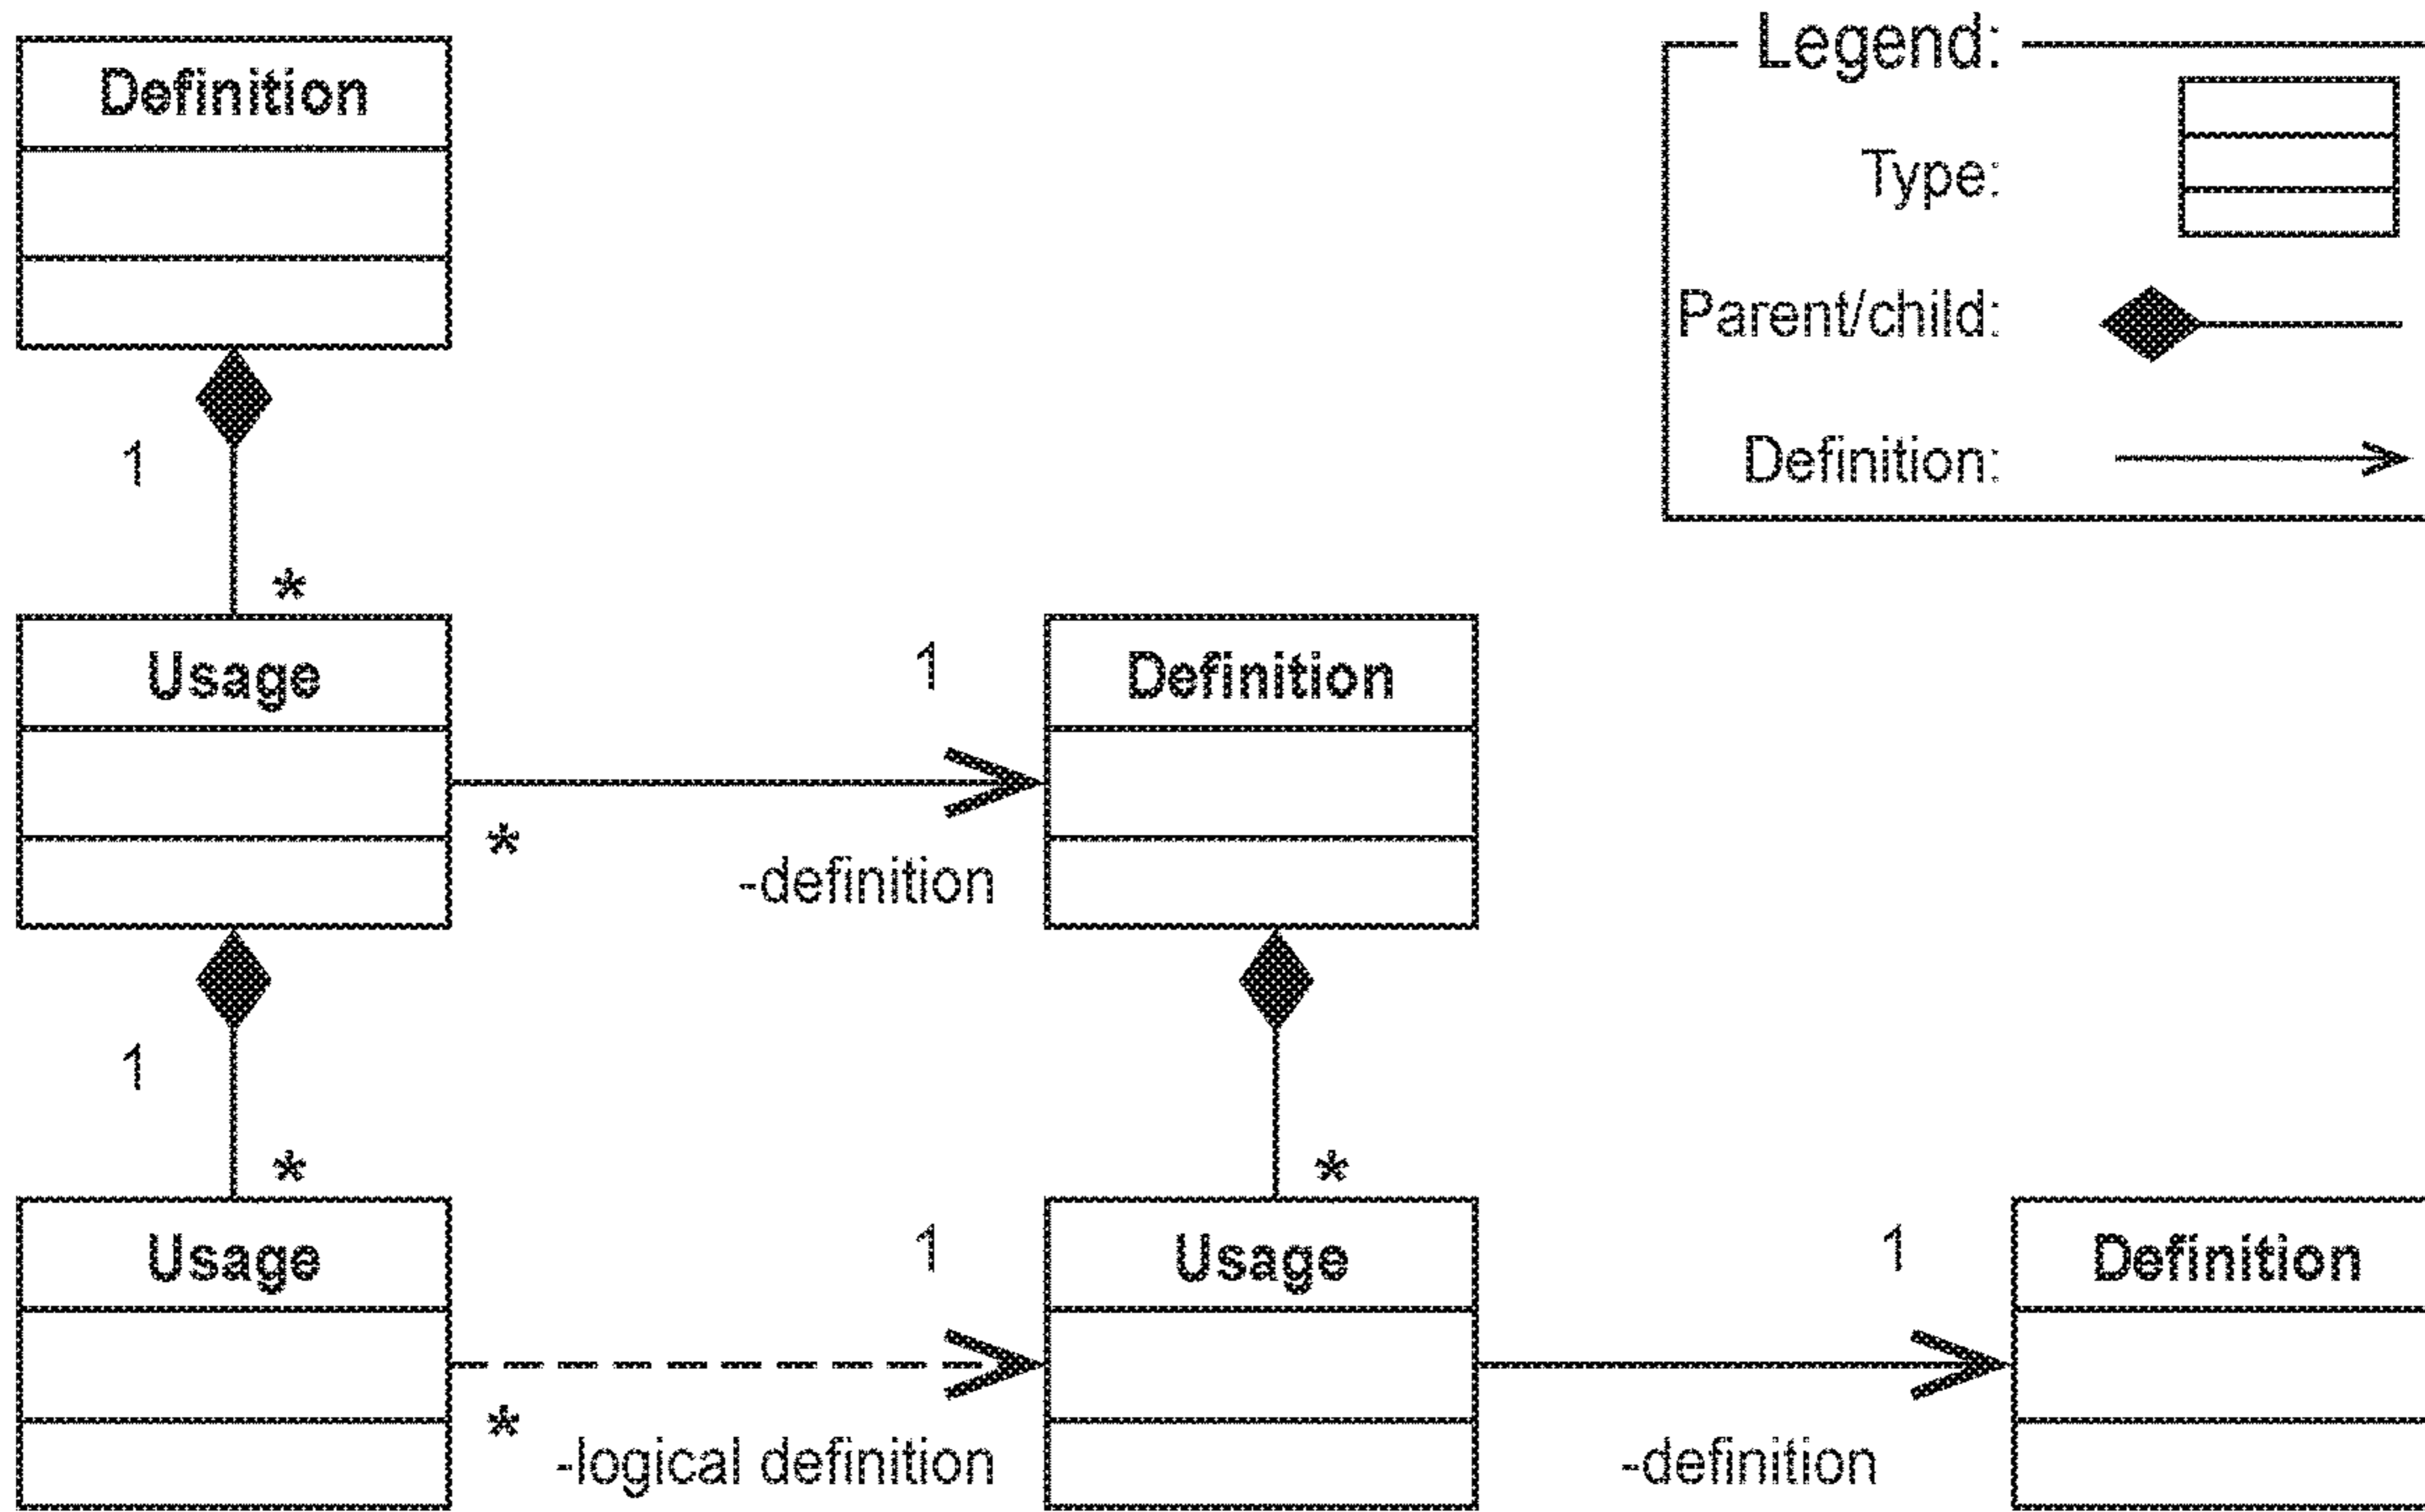 Definition
Legend:
Type:
Parent/child:
Definition:
1
*
Usage
1
Definition
*
-definition
1
*
*
Usage
1
Usage
1
Definition
*
-logical definition
-definition